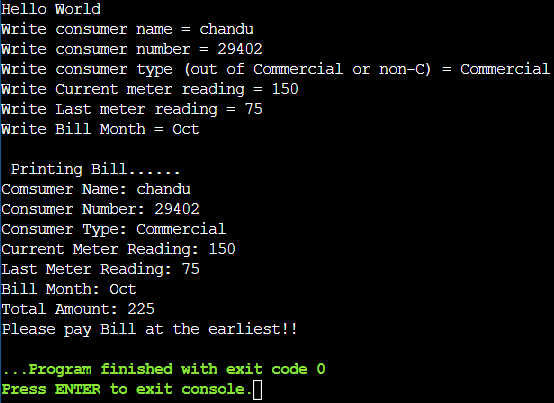 Hello World
Write consumer name = chandu
Write consumer number = 29402
Write consumer type (out of Commercial or non-C) = Commercial
Write Current meter reading = 150
Write Last meter reading = 75
Write Bill Month = Oct
Printing Bill......
Comsumer Name: chandu
Consumer Number: 29402
Consumer Type: Commercial
Current Meter Reading: 150
Last Meter Reading: 75
Bill Month: Oct
Total Amount: 225
Please pay Bill at the earliest!!
...Program finished with exit code 0
Press ENTER to exit console.